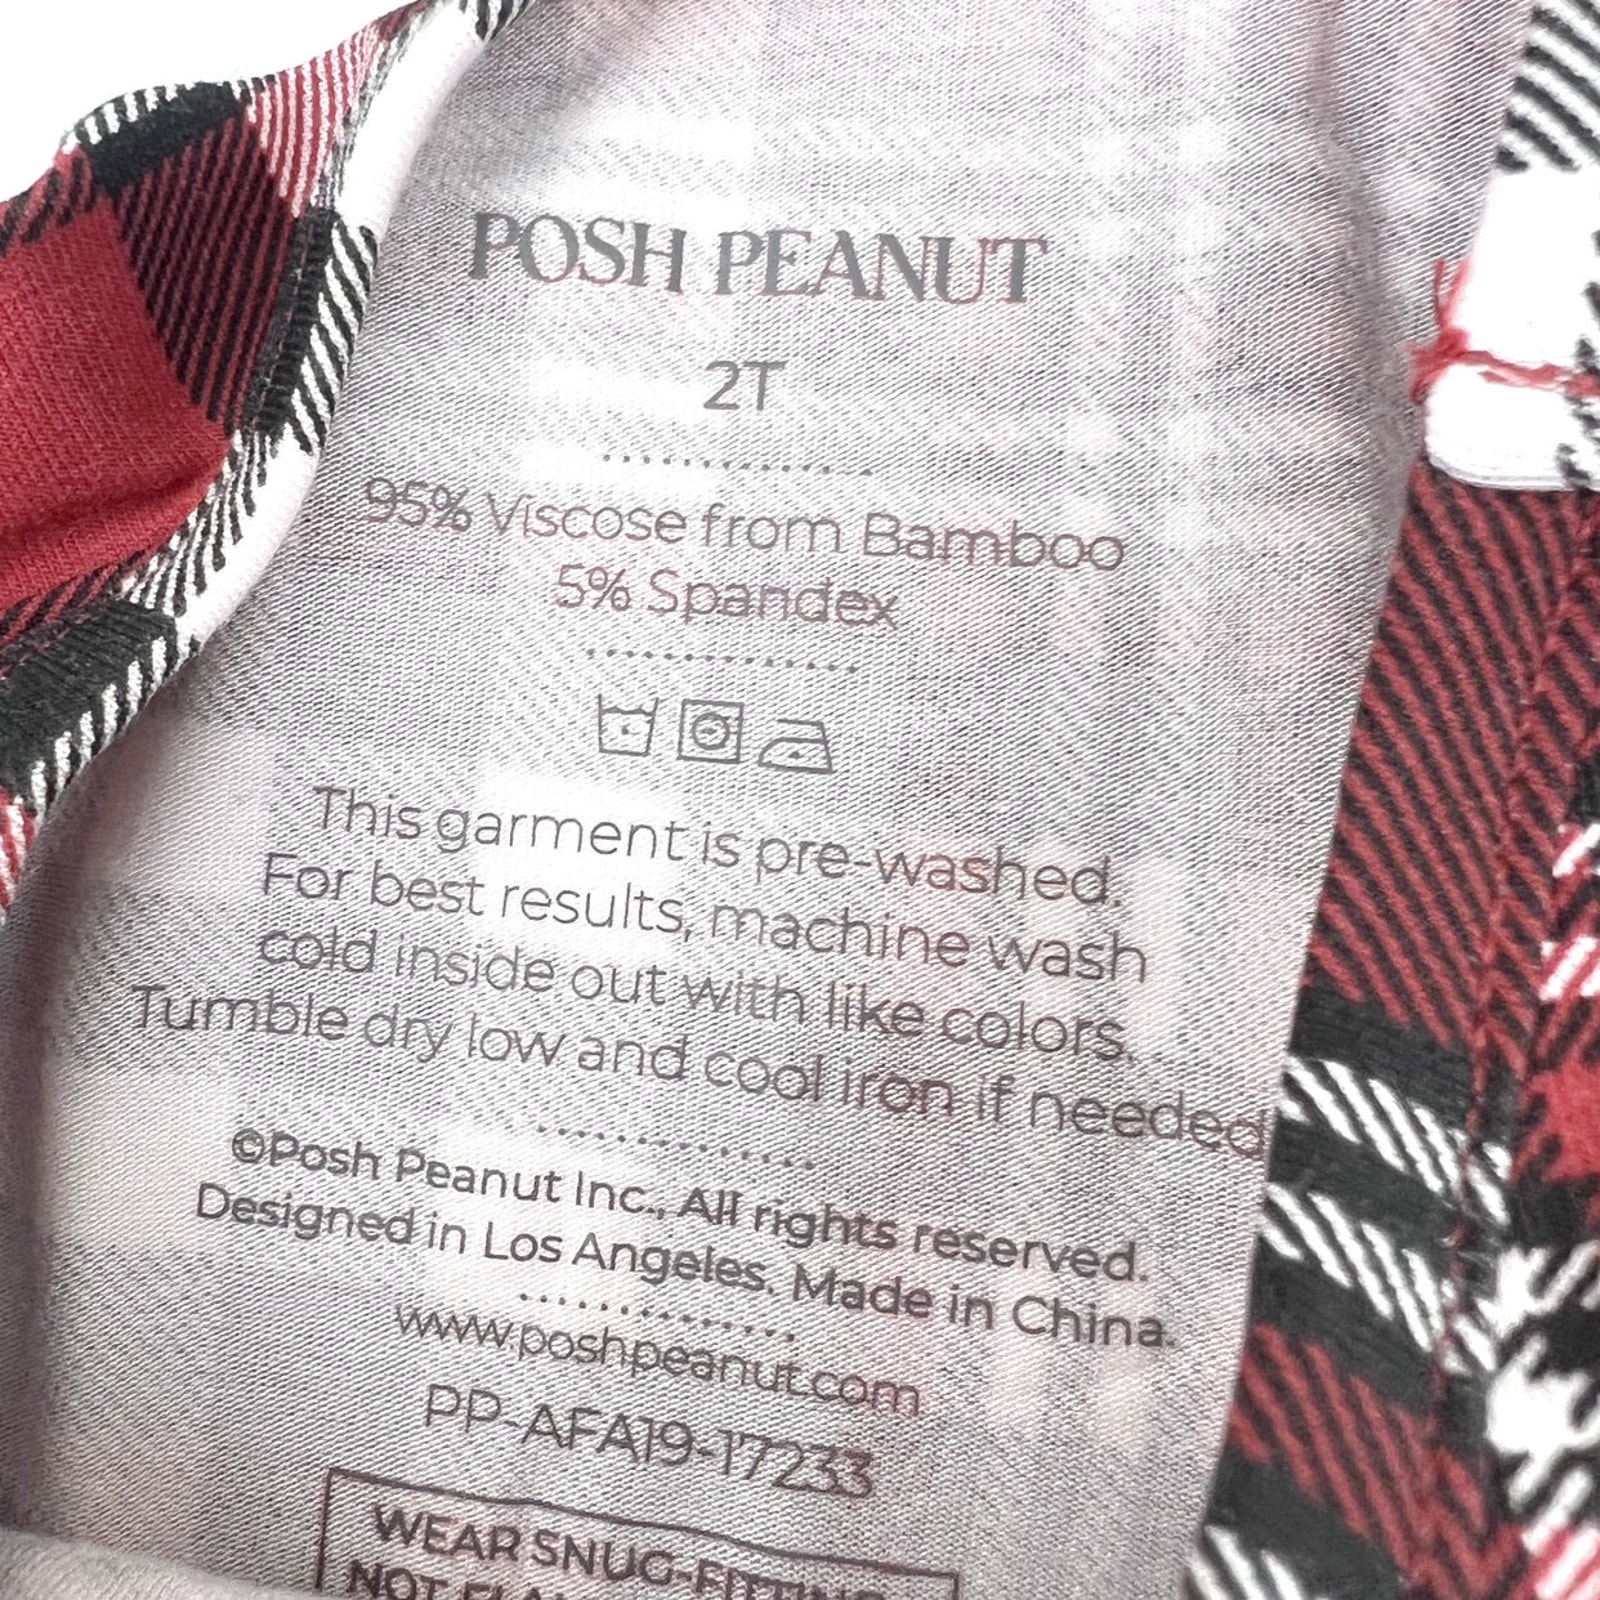 POSH PEANUT
2T
95% Viscose from Bamboo
5% Spandex
This garment is pre-washed.
For best results, machine wash
cold inside out with like colors.
Tumble dry low and cool iron if needed
©Posh Peanut Inc., All rights reserved.
Designed in Los Angeles. Made in China.
www.poshpeanut.com
PP-AFA19-17233
WEAR SNUG-FITTING
NOT